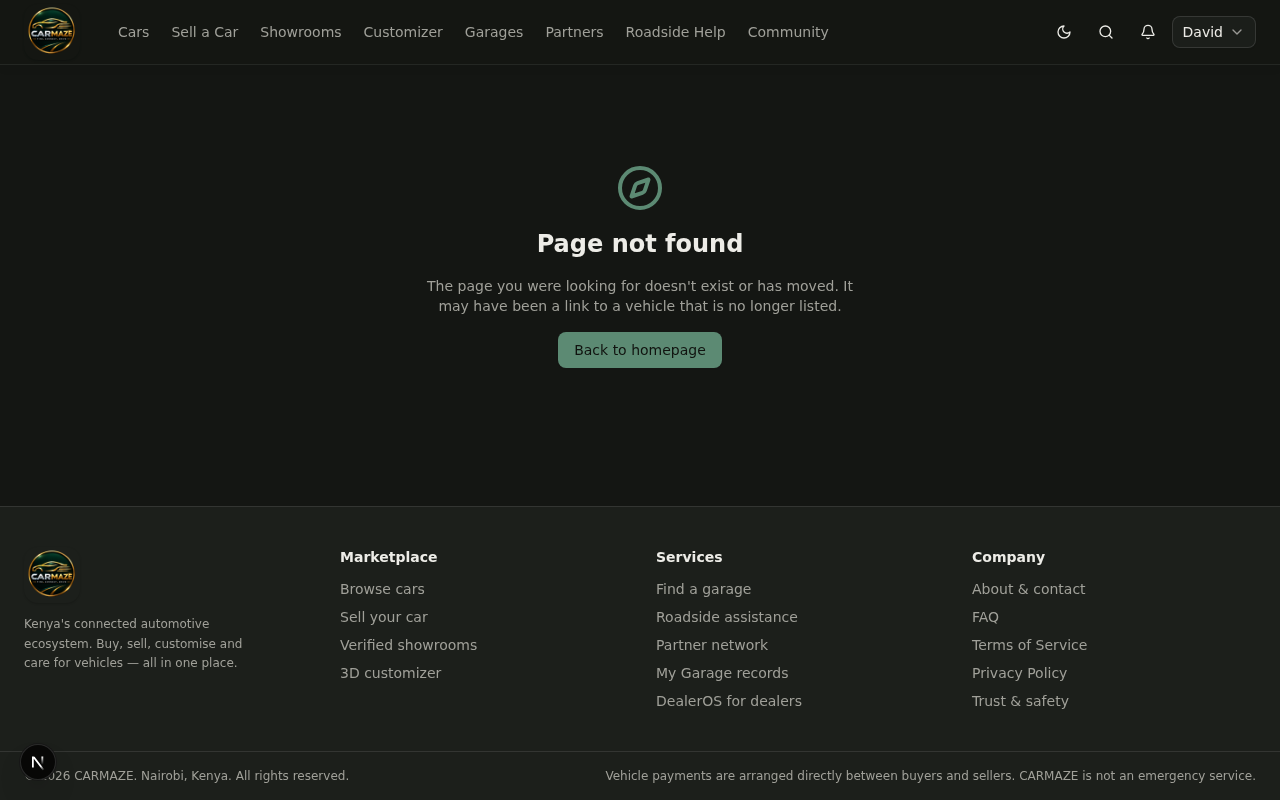 CARMAZE
Cars Sell a Car Showrooms Customizer Garages Partners Roadside Help Community
David
Page not found
The page you were looking for doesn't exist or has moved. It
may have been a link to a vehicle that is no longer listed.
Back to homepage
CARMAZE
Kenya's connected automotive
ecosystem. Buy, sell, customise and
care for vehicles — all in one place.
Marketplace
Browse cars
Sell your car
Verified showrooms
3D customizer
Services
Find a garage
Roadside assistance
Partner network
My Garage records
DealerOS for dealers
Company
About & contact
FAQ
Terms of Service
Privacy Policy
Trust & safety
N
26 CARMAZE. Nairobi, Kenya. All rights reserved.
Vehicle payments are arranged directly between buyers and sellers. CARMAZE is not an emergency service.